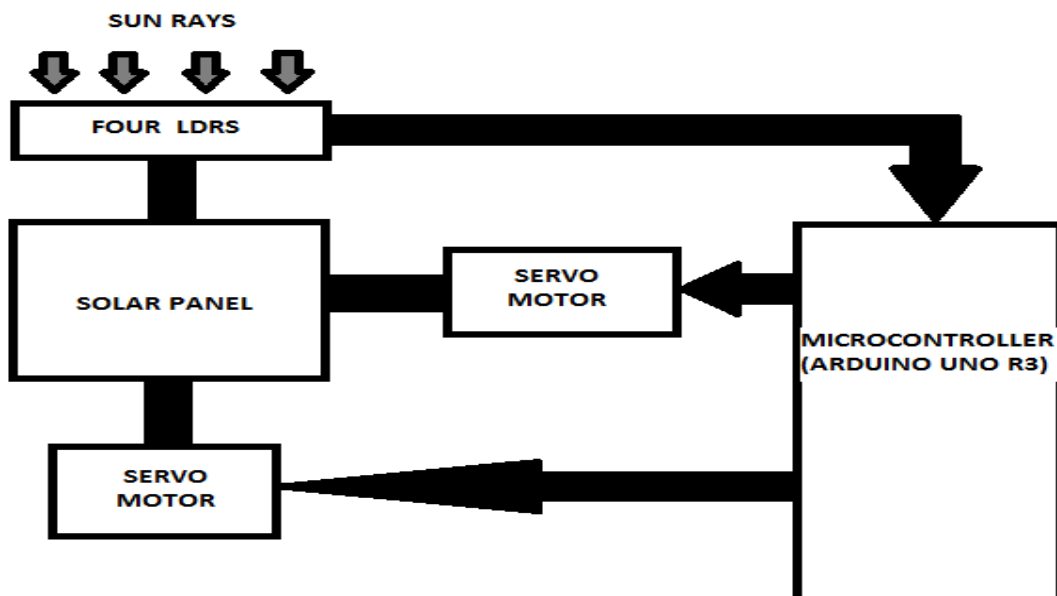 SUN RAYS
FOUR LDRS
SOLAR PANEL
SERVO
MOTOR
MICROCONTROLLER
(ARDUINO UNO R3)
SERVO
MOTOR